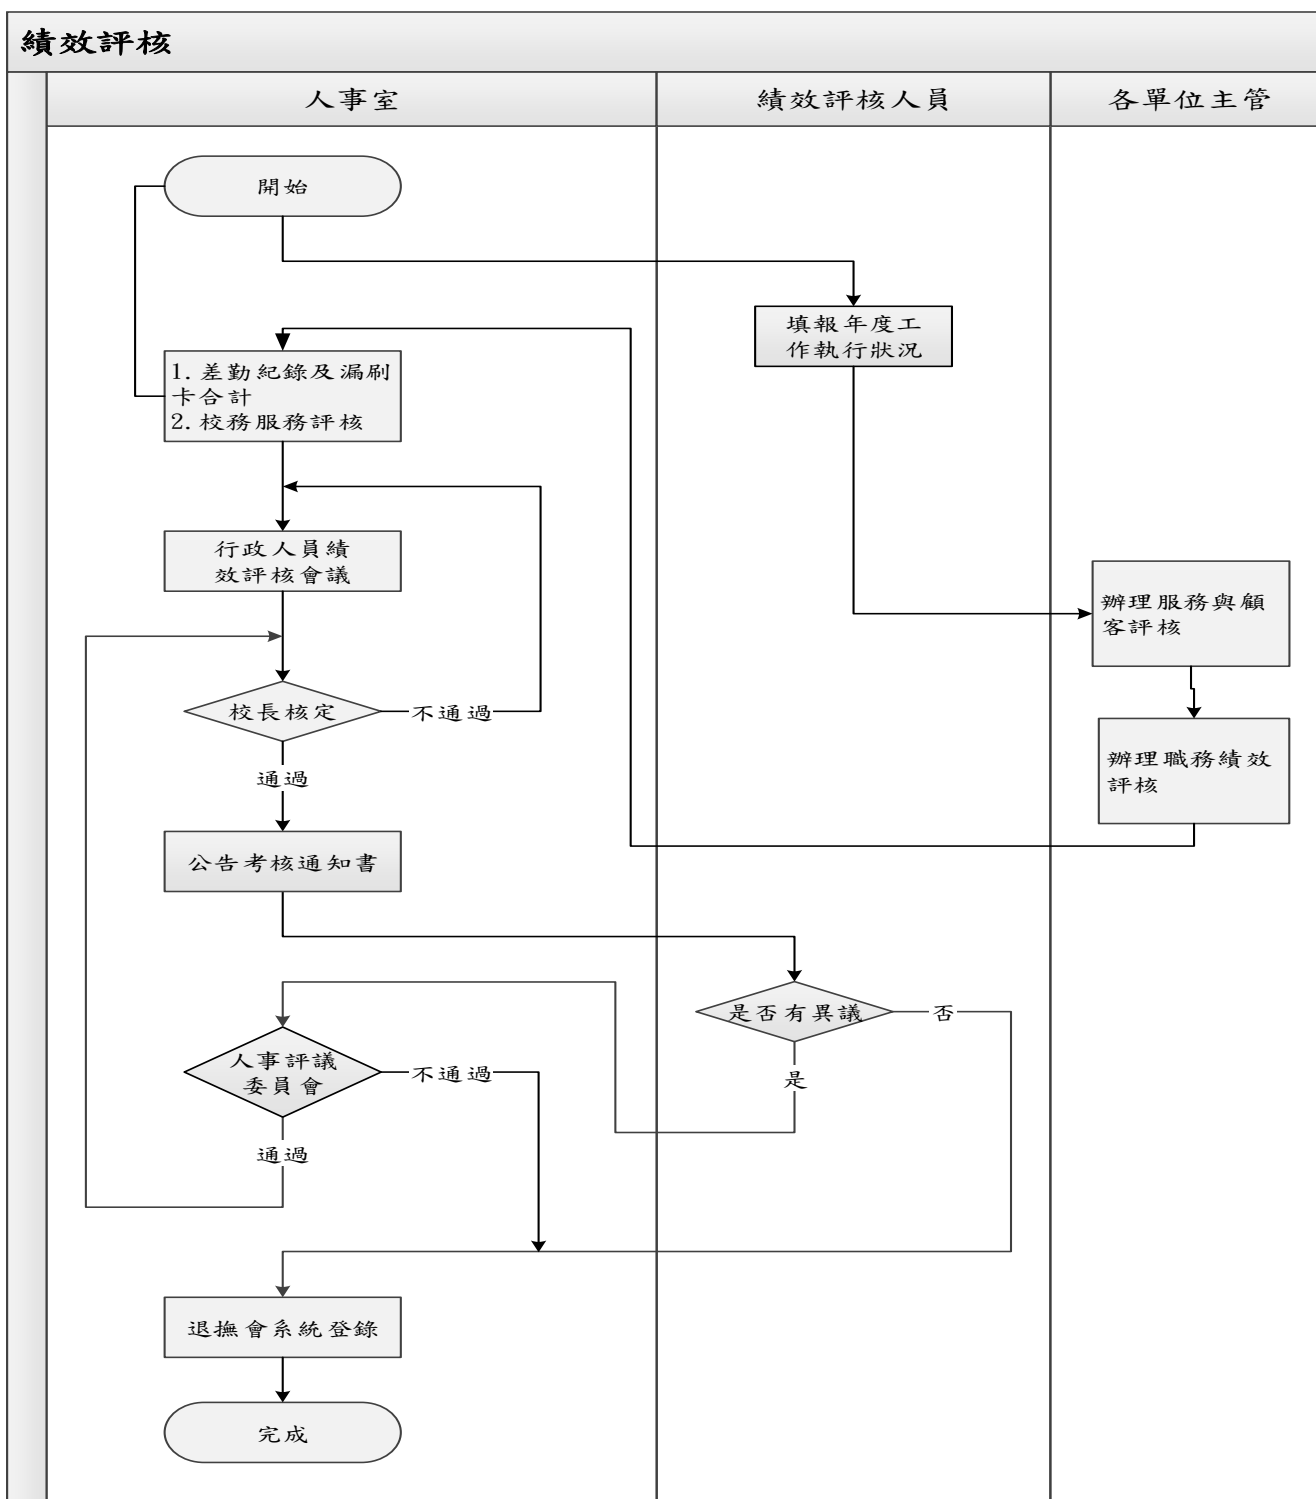 績效評核
人事室
績效評核人員
各單位主管
開始
填報年度工
作執行狀況
1. 差勤紀錄及漏刷
卡合計
2. 校務服務評核
行政人員績
效評核會議
辦理服務與顧
客評核
校長核定
不通過
辦理職務績效
評核
通過
公告考核通知書
是否有異議
否
人事評議
委員會
不通過
是
通過
退撫會系統登錄
完成